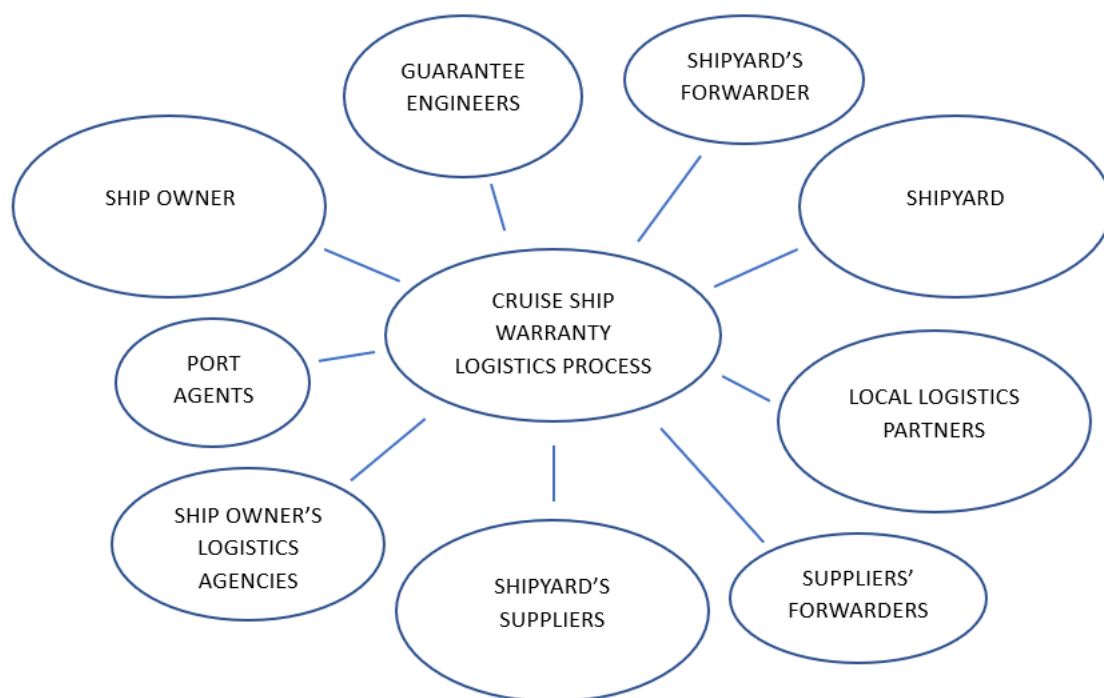 GUARANTEE
ENGINEERS
SHIPYARD'S
FORWARDER
SHIP OWNER
SHIPYARD
CRUISE SHIP
WARRANTY
LOGISTICS PROCESS
PORT
AGENTS
LOCAL LOGISTICS
PARTNERS
SHIP OWNER'S
LOGISTICS
AGENCIES
SHIPYARD'S
SUPPLIERS
SUPPLIERS'
FORWARDERS